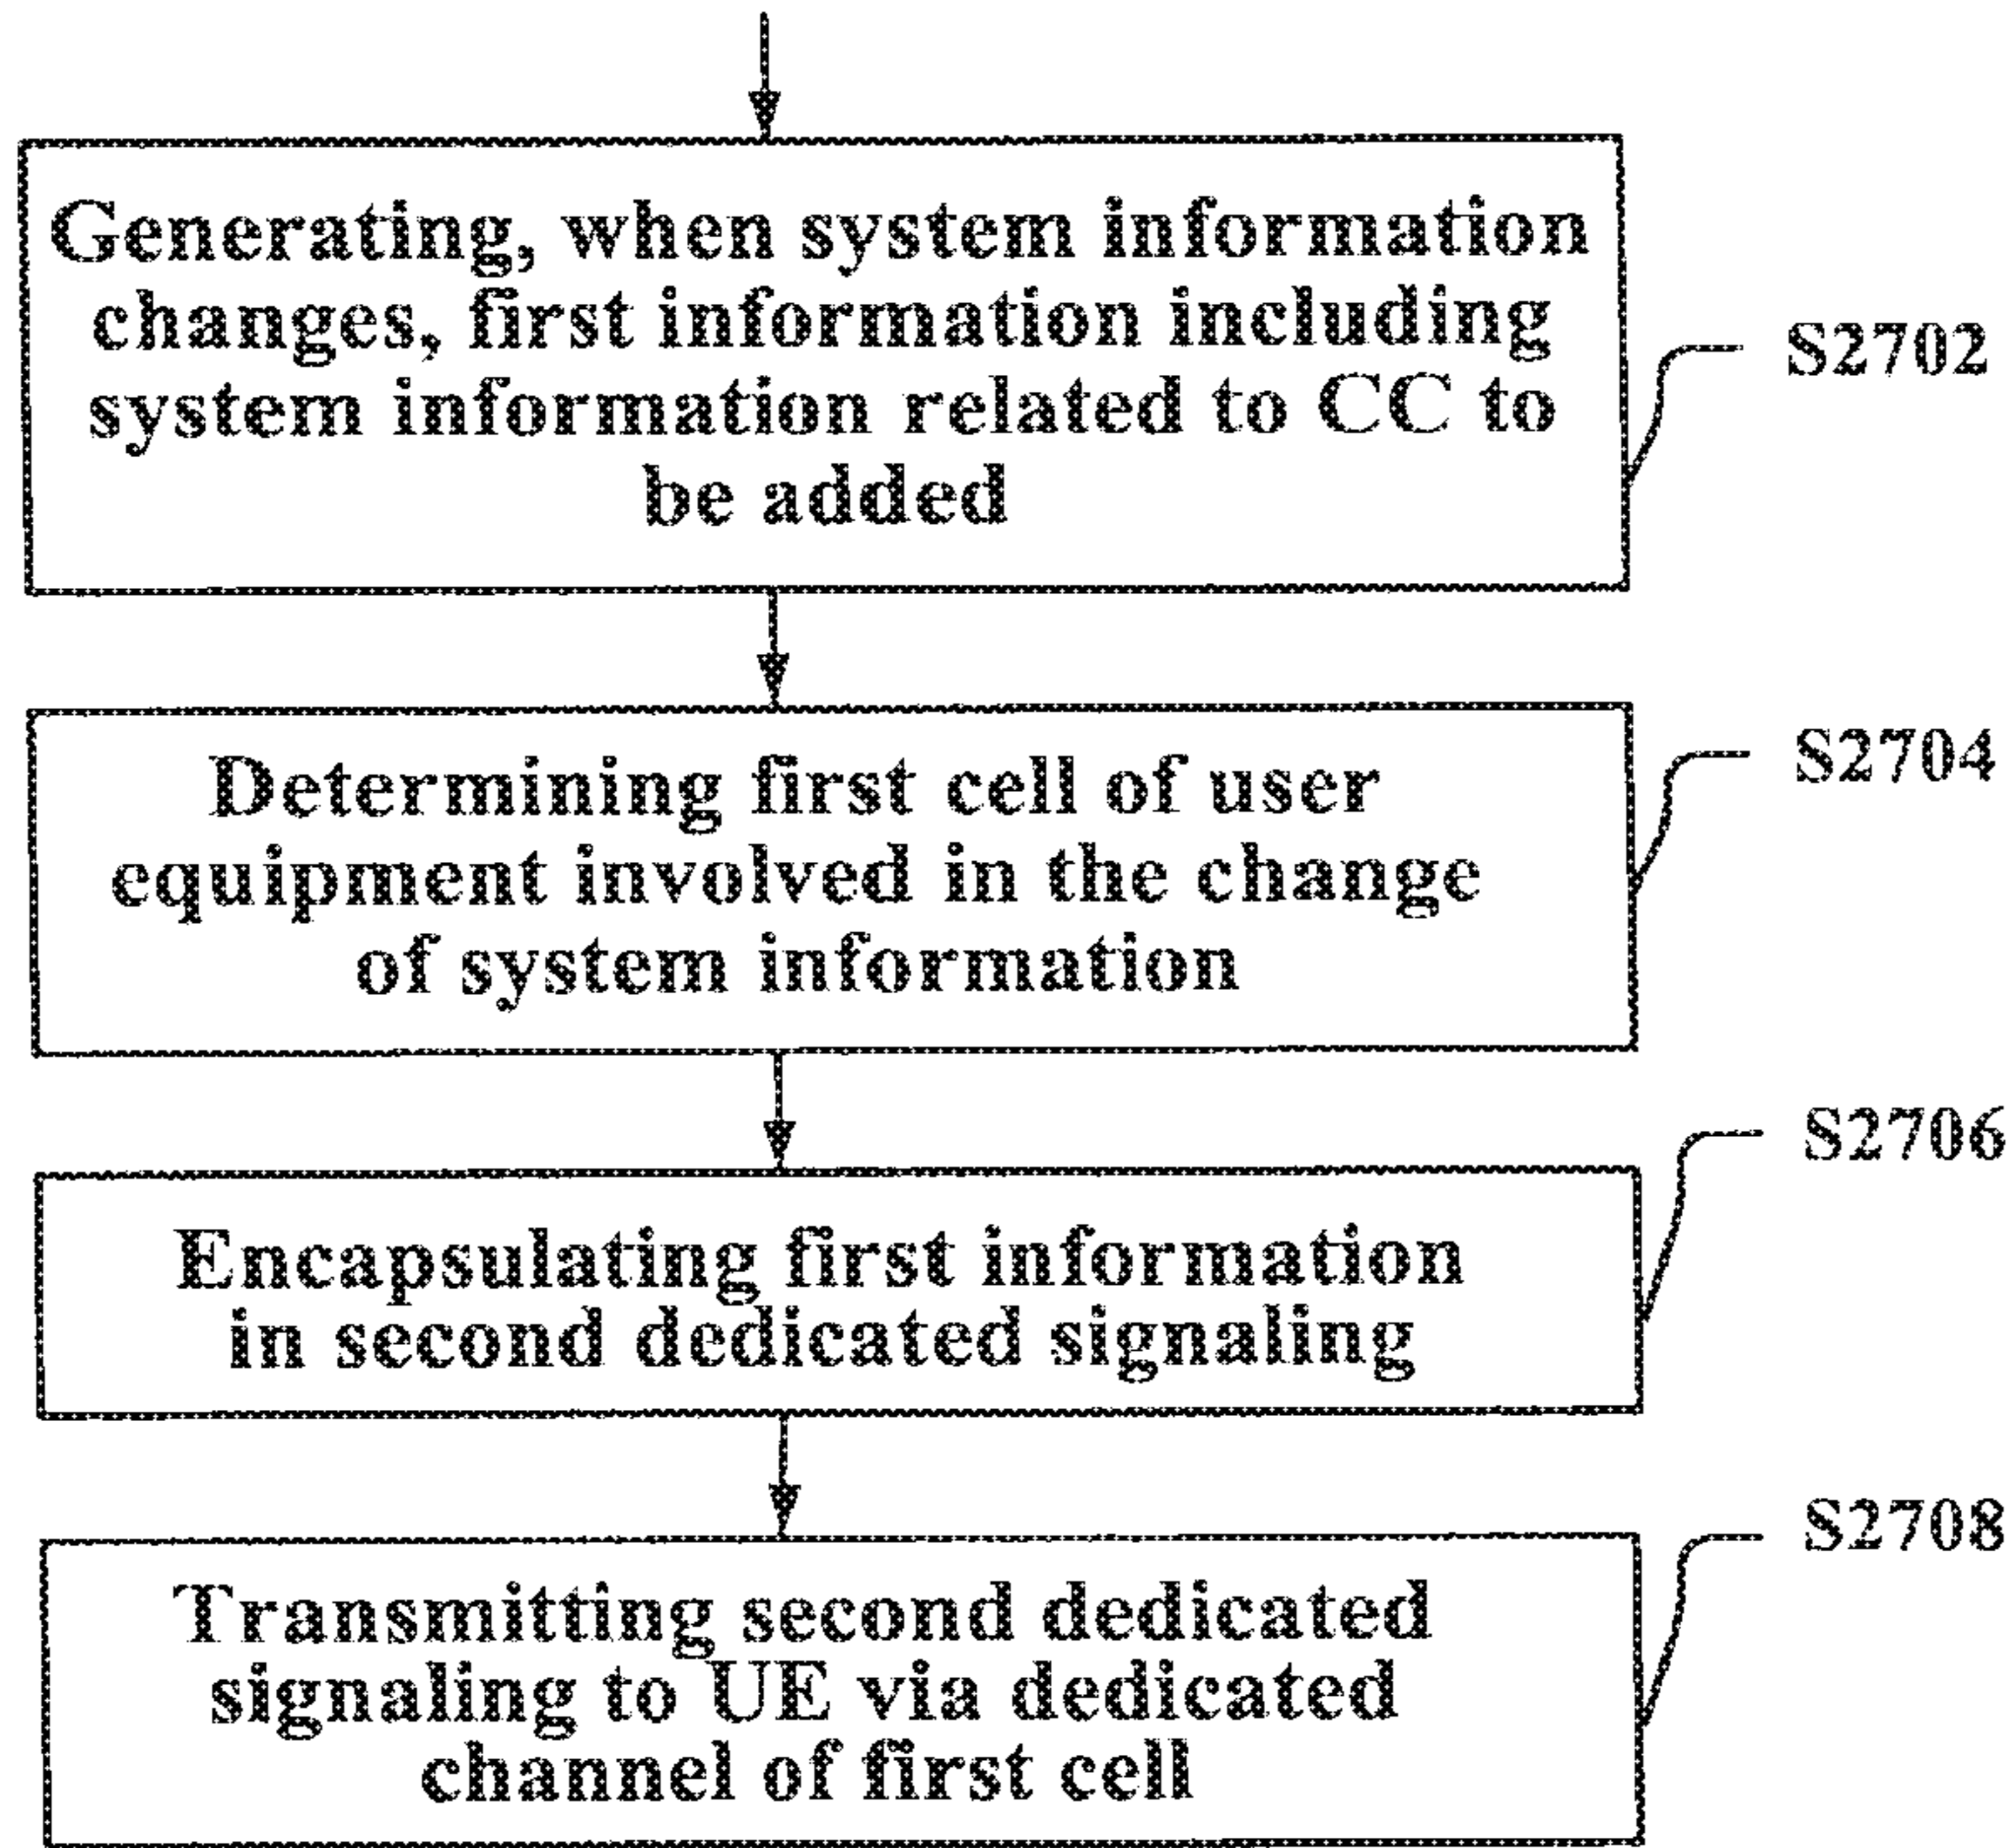 Generating, when system information
changes, first information including
system information related to CC to
be added
S2702
Determining first cell of user
equipment involved in the change
of system information
S2704
Encapsulating first information
in second dedicated signaling
S2706
Transmitting second dedicated
signaling to UE via dedicated
channel of first cell
S2708